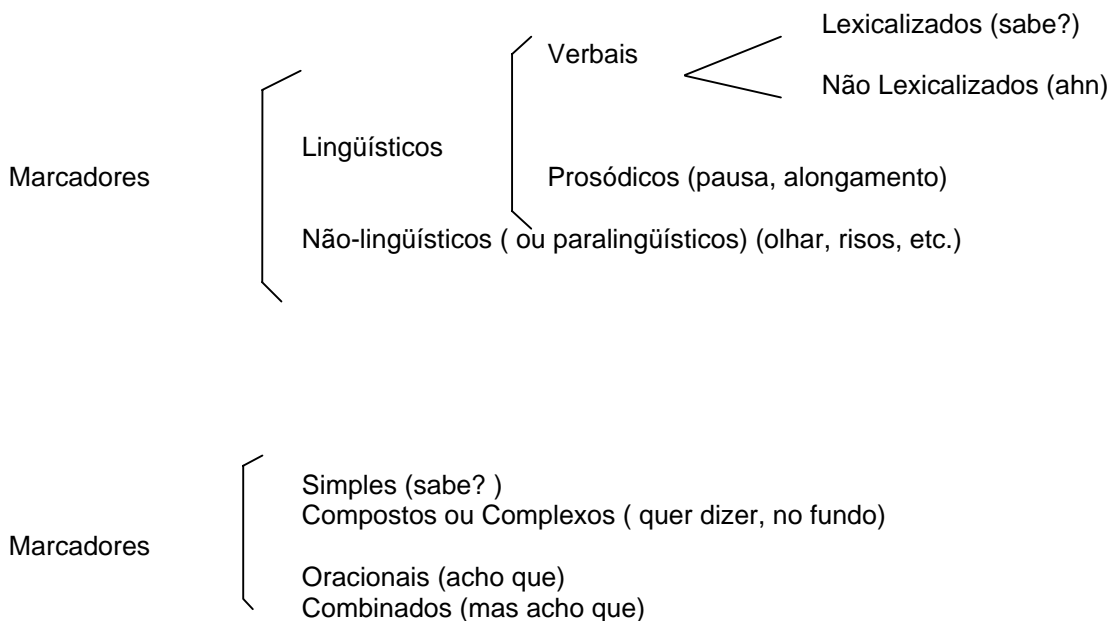 Lexicalizados (sabe?)
Verbais
Não Lexicalizados (ahn)
Lingüísticos
Marcadores
Prosódicos (pausa, alongamento)
Não-lingüísticos ( ou paralingüísticos) (olhar, risos, etc.)
Simples (sabe? )
Compostos ou Complexos ( quer dizer, no fundo)
Marcadores
Oracionais (acho que)
Combinados (mas acho que)